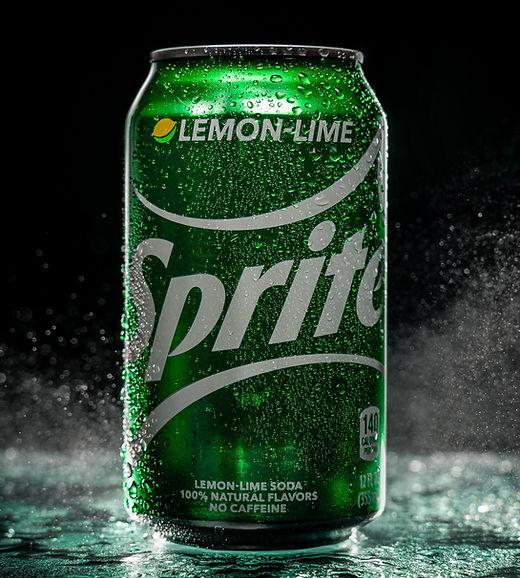 LEMON-LIME
Sprite
140
LEMON-LIME SODA
100% NATURAL FLAVORS
NO CAFFEINE